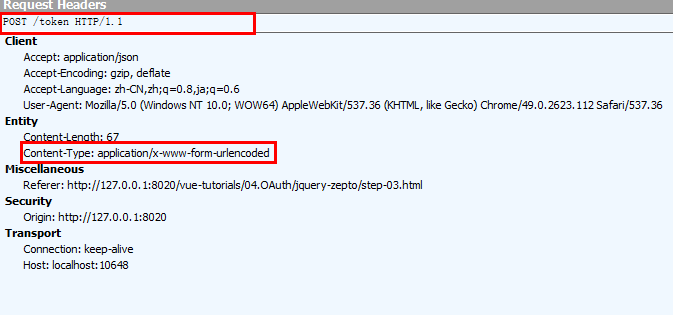 Request Headers
POST /token HTTP/1.1
Client
Accept: application/json
Accept-Encoding: gzip, deflate
Accept-Language: zh-CN,zh;q=0.8,ja;q=0.6
User-Agent: Mozilla/5.0 (Windows NT 10.0; WOW64) AppleWebKit/537.36 (KHTML, like Gecko) Chrome/49.0.2623.112 Safari/537.36
Entity
Content-Length: 67
Content-Type: application/x-www-form-urlencoded
Miscellaneous
Referer: http://127.0.0.1:8020/vue-tutorials/04.OAuth/jquery-zepto/step-03.html
Security
Origin: http://127.0.0.1:8020
Transport
Connection: keep-alive
Host: localhost:10648